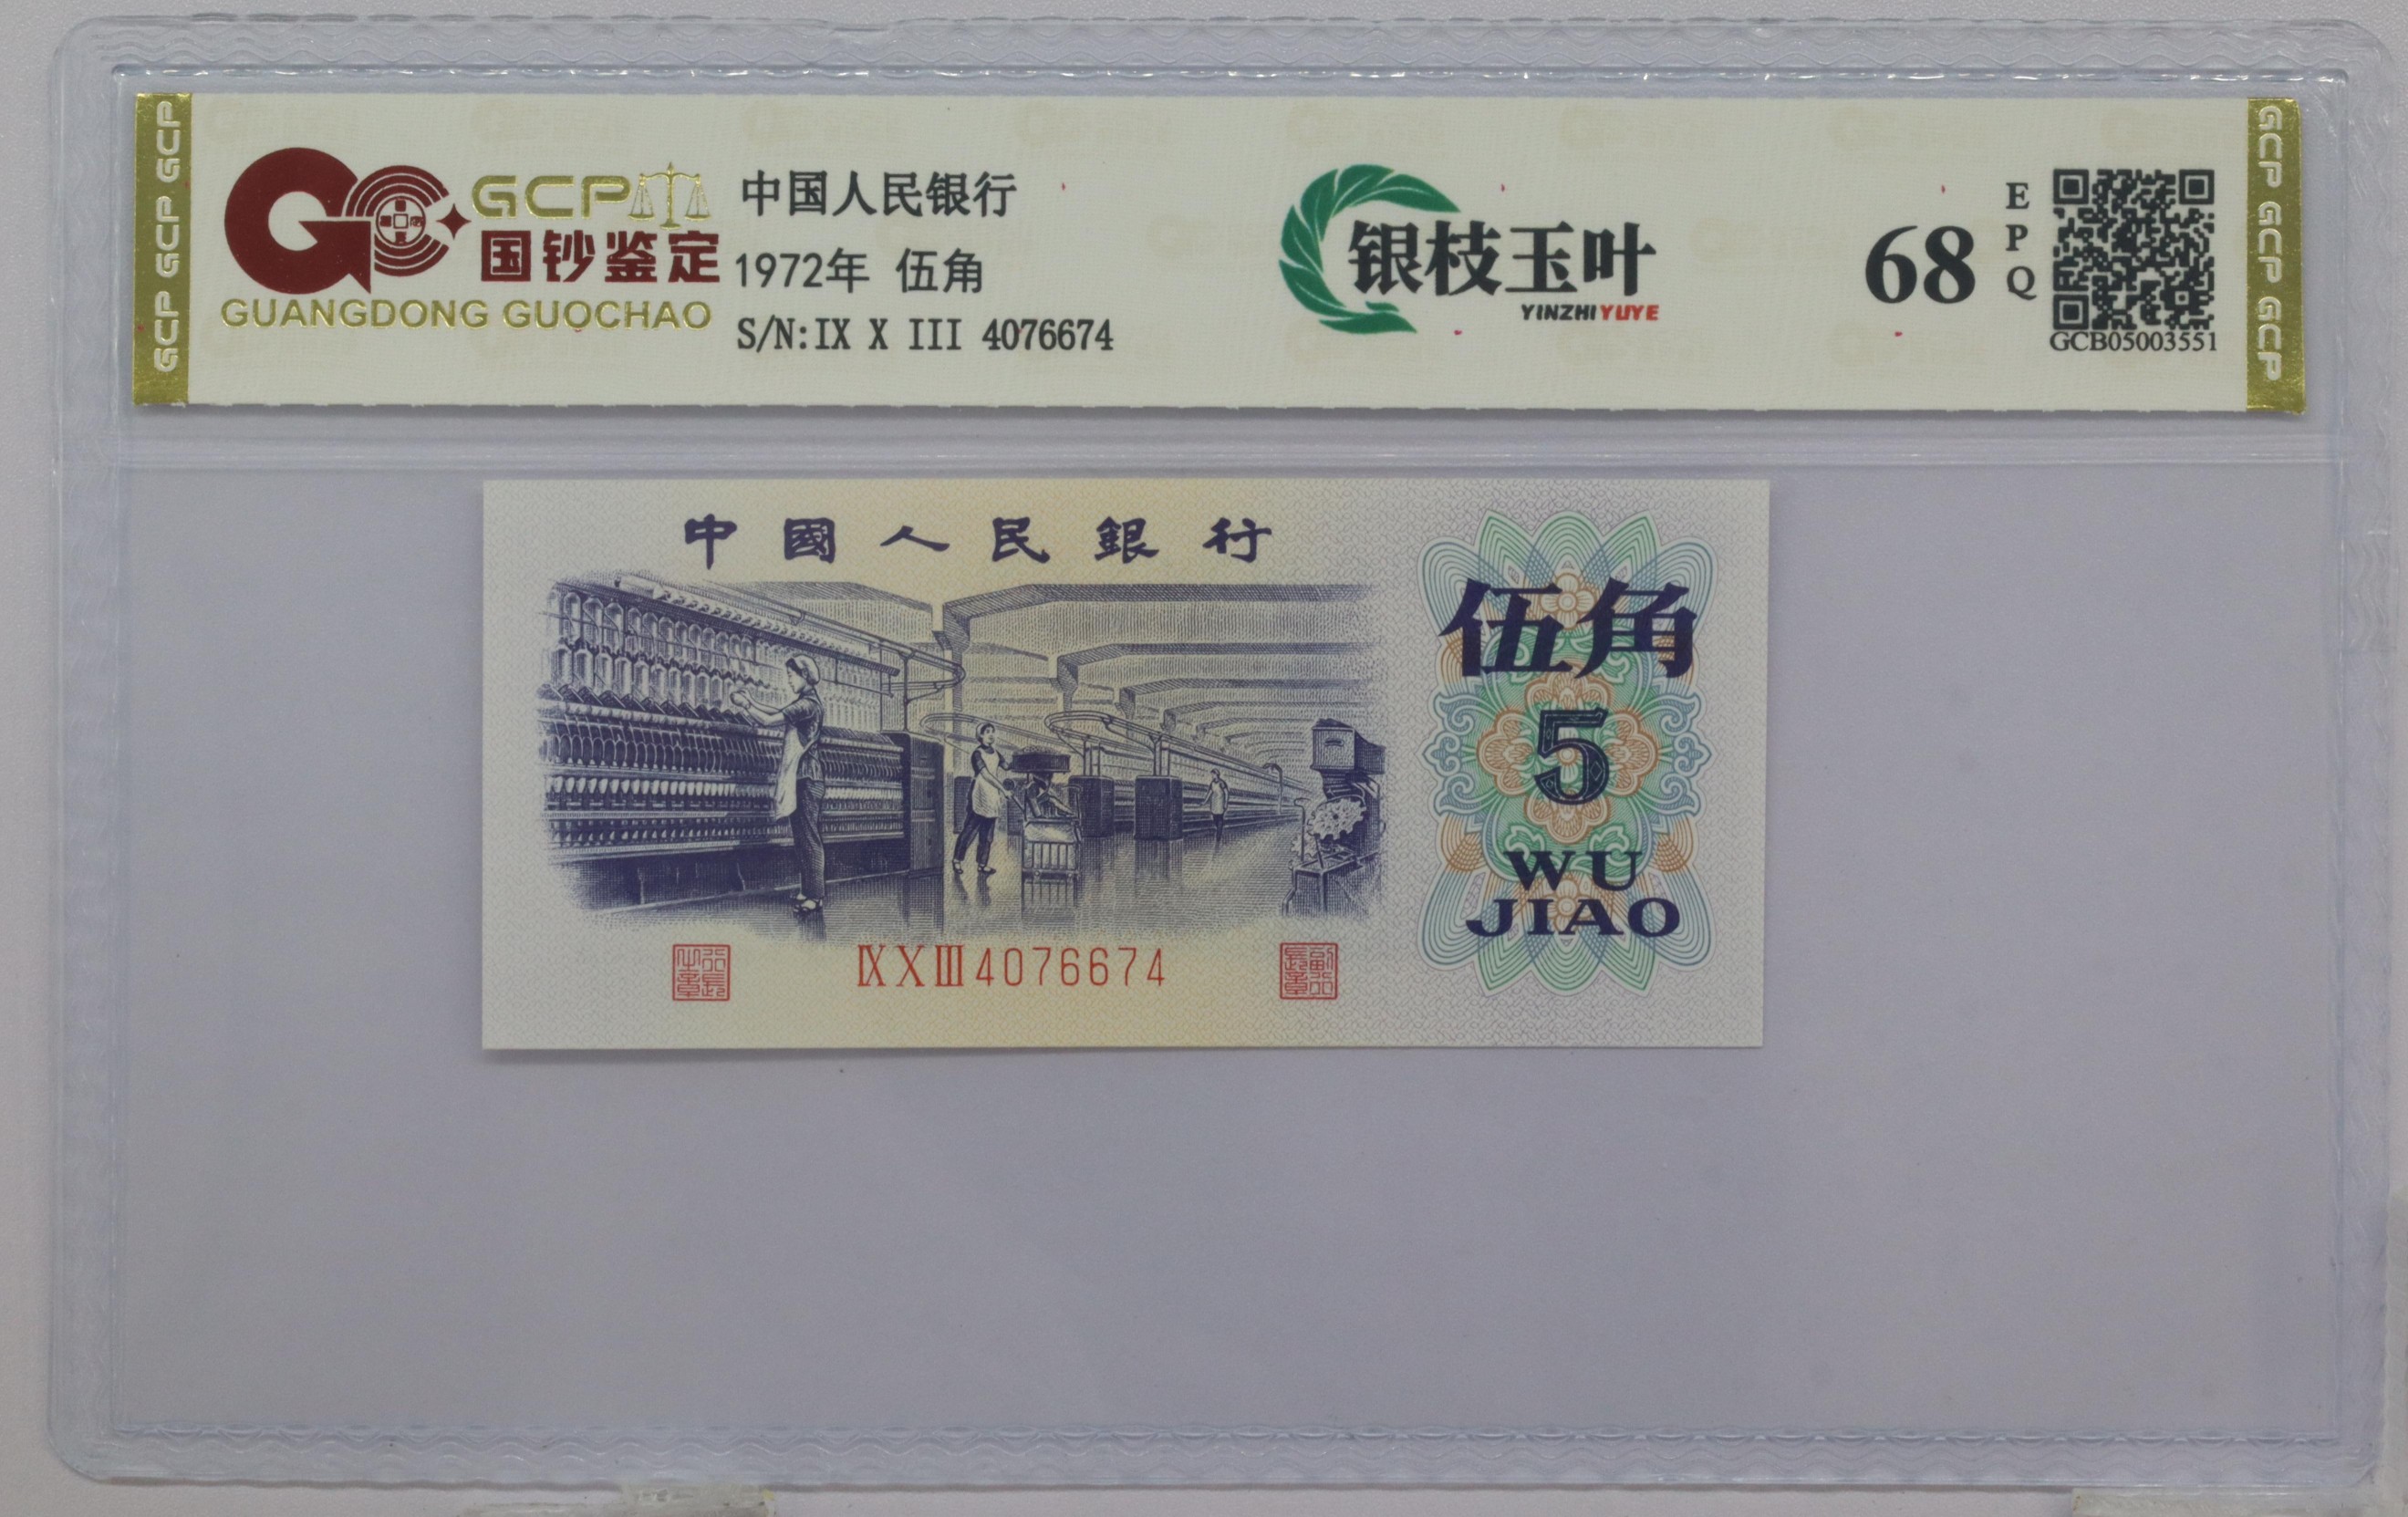 GCP GCP GCP
GCP
国钞鉴定
GUANGDONG GUOCHAO
中国人民银行
1972年 伍角
S/N:IX X III 4076674
银枝玉叶
YINZHIYUYE
68
EPQ
GCB05003551
GCP GCP GCP
中國人民銀行
伍角
5
WU
JIAO
ⅨⅩⅢ4076674